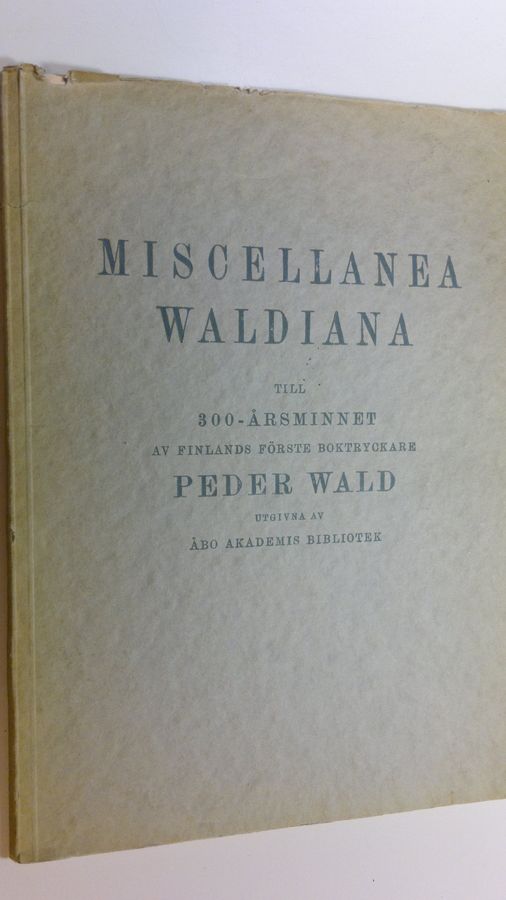 MISCELLANEA
WALDIANA
TILL
300-ÅRSMINNET
AV FINLANDS FÖRSTE BOKTRYCKARE
PEDER WALD
UTGIVNA AV
ÅBO AKADEMIS BIBLIOTEK